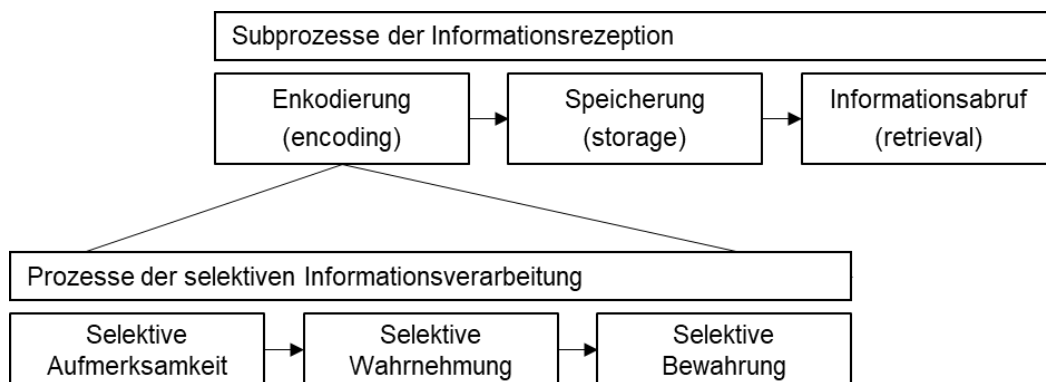 Subprozesse der Informationsrezeption
Enkodierung
(encoding)
Speicherung
(storage)
Informationsabruf
(retrieval)
Prozesse der selektiven Informationsverarbeitung
Selektive
Aufmerksamkeit
Selektive
Wahrnehmung
Selektive
Bewahrung